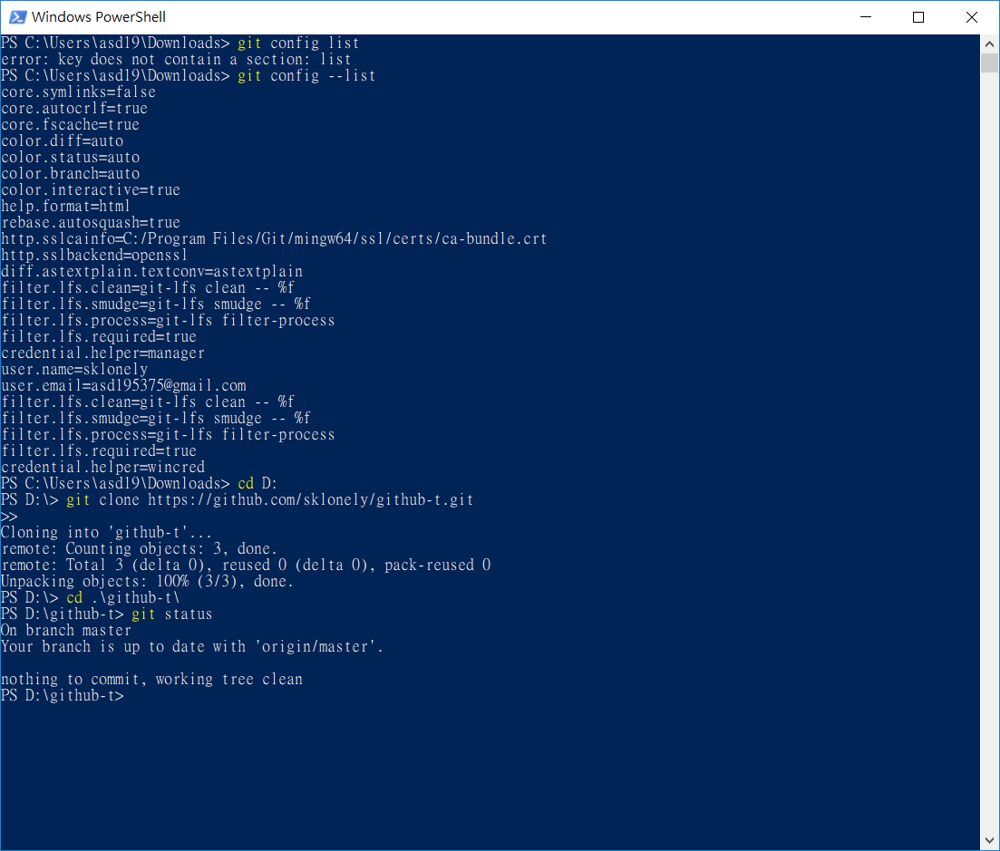 Windows PowerShell
PS C:\Users\asd19\Downloads> git config list
error: key does not contain a section: list
PS C:\Users\asd19\Downloads> git config --list
core.symlinks=false
core.autocrlf=true
core.fscache=true
color.diff=auto
color.status=auto
color.branch=auto
color.interactive=true
help.format=html
rebase.autosquash=true
http.sslcainfo=C:/Program Files/Git/mingw64/ssl/certs/ca-bundle.crt
http.sslbackend=openssl
diff.astextplain.textconv=astextplain
filter.lfs.clean=git-lfs clean -- %f
filter.lfs.smudge=git-lfs smudge -- %f
filter.lfs.process=git-lfs filter-process
filter.lfs.required=true
credential.helper=manager
user.name=sklonely
user.email=asd195375@gmail.com
filter.lfs.clean=git-lfs clean -- %f
filter.lfs.smudge=git-lfs smudge -- %f
filter.lfs.process=git-lfs filter-process
filter.lfs.required=true
credential.helper=wincred
PS C:\Users\asd19\Downloads> cd D:
PS D:\> git clone https://github.com/sklonely/github-t.git
>>
Cloning into 'github-t'...
remote: Counting objects: 3, done.
remote: Total 3 (delta 0), reused 0 (delta 0), pack-reused 0
Unpacking objects: 100% (3/3), done.
PS D:\> cd .\github-t\
PS D:\github-t> git status
On branch master
Your branch is up to date with 'origin/master'.
nothing to commit, working tree clean
PS D:\github-t>